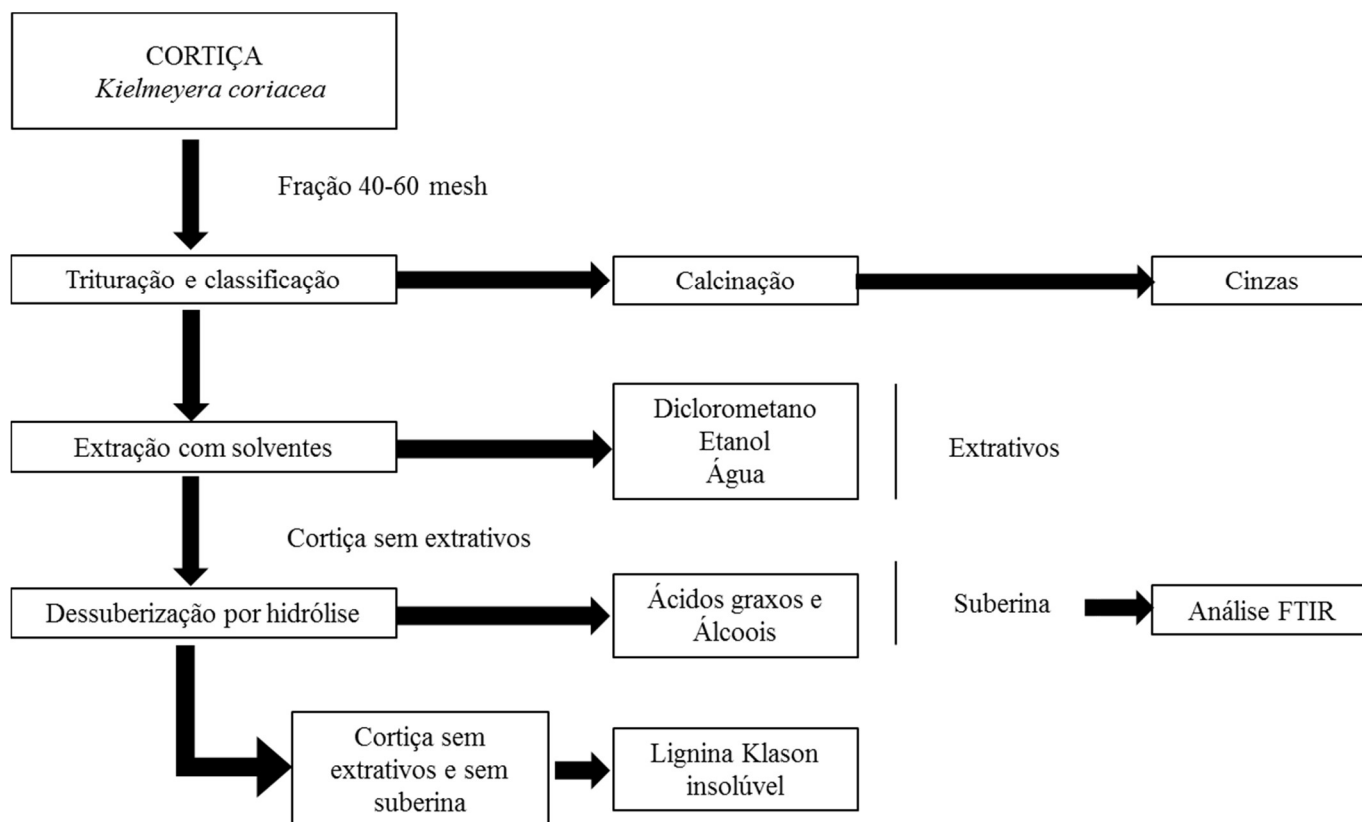 CORTIÇA
Kielmeyera coriacea
Fração 40-60 mesh
Trituração e classificação
Calcinação
Cinzas
Extração com solventes
Diclorometano
Etanol
Água
Extrativos
Cortiça sem extrativos
Dessuberização por hidrólise
Ácidos graxos e
Álcoois
Suberina
Análise FTIR
Cortiça sem
extrativos e sem
suberina
Lignina Klason
insolúvel